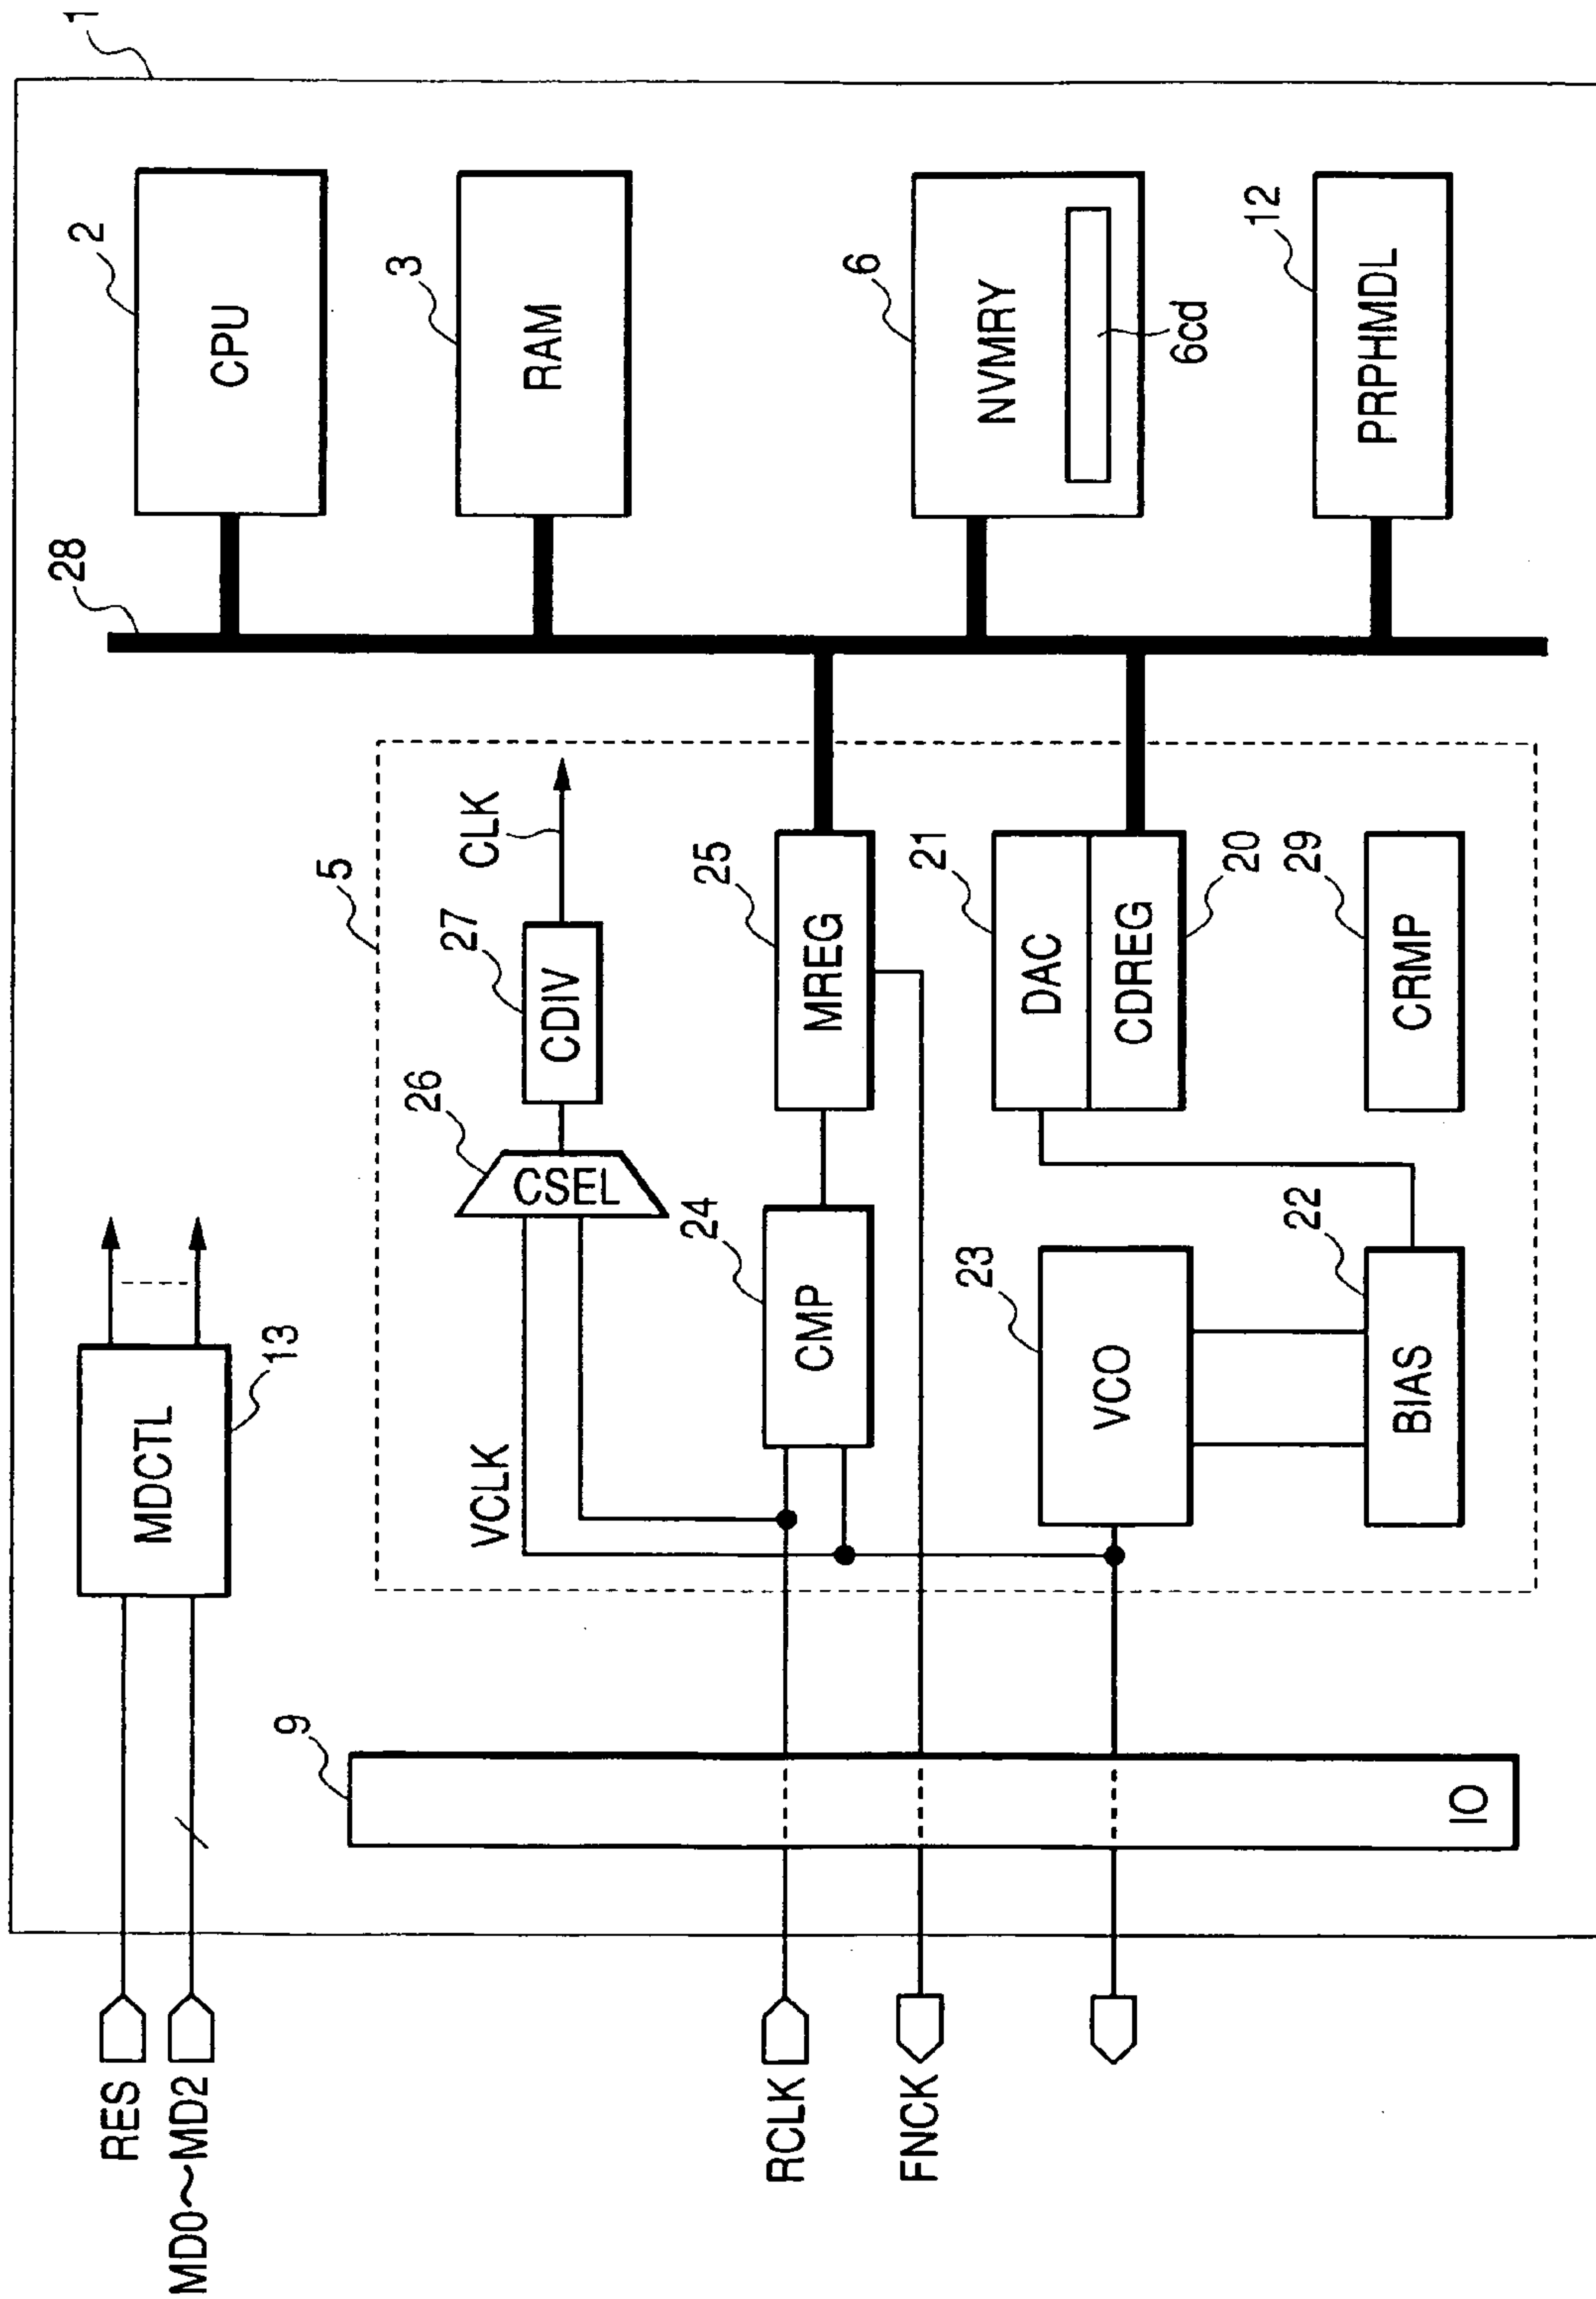 1
RES
MD0~MD2
MDCTL
13
28
2
CPU
3
RAM
6
NVMRY
6cd
12
PRPHMDL
5
VCLK
26
CSEL
27
CDIV
CLK
24
CMP
25
MREG
23
VCO
22
BIAS
21
DAC
CDREG
20
29
CRMP
9
IO
RCLK
FNCK